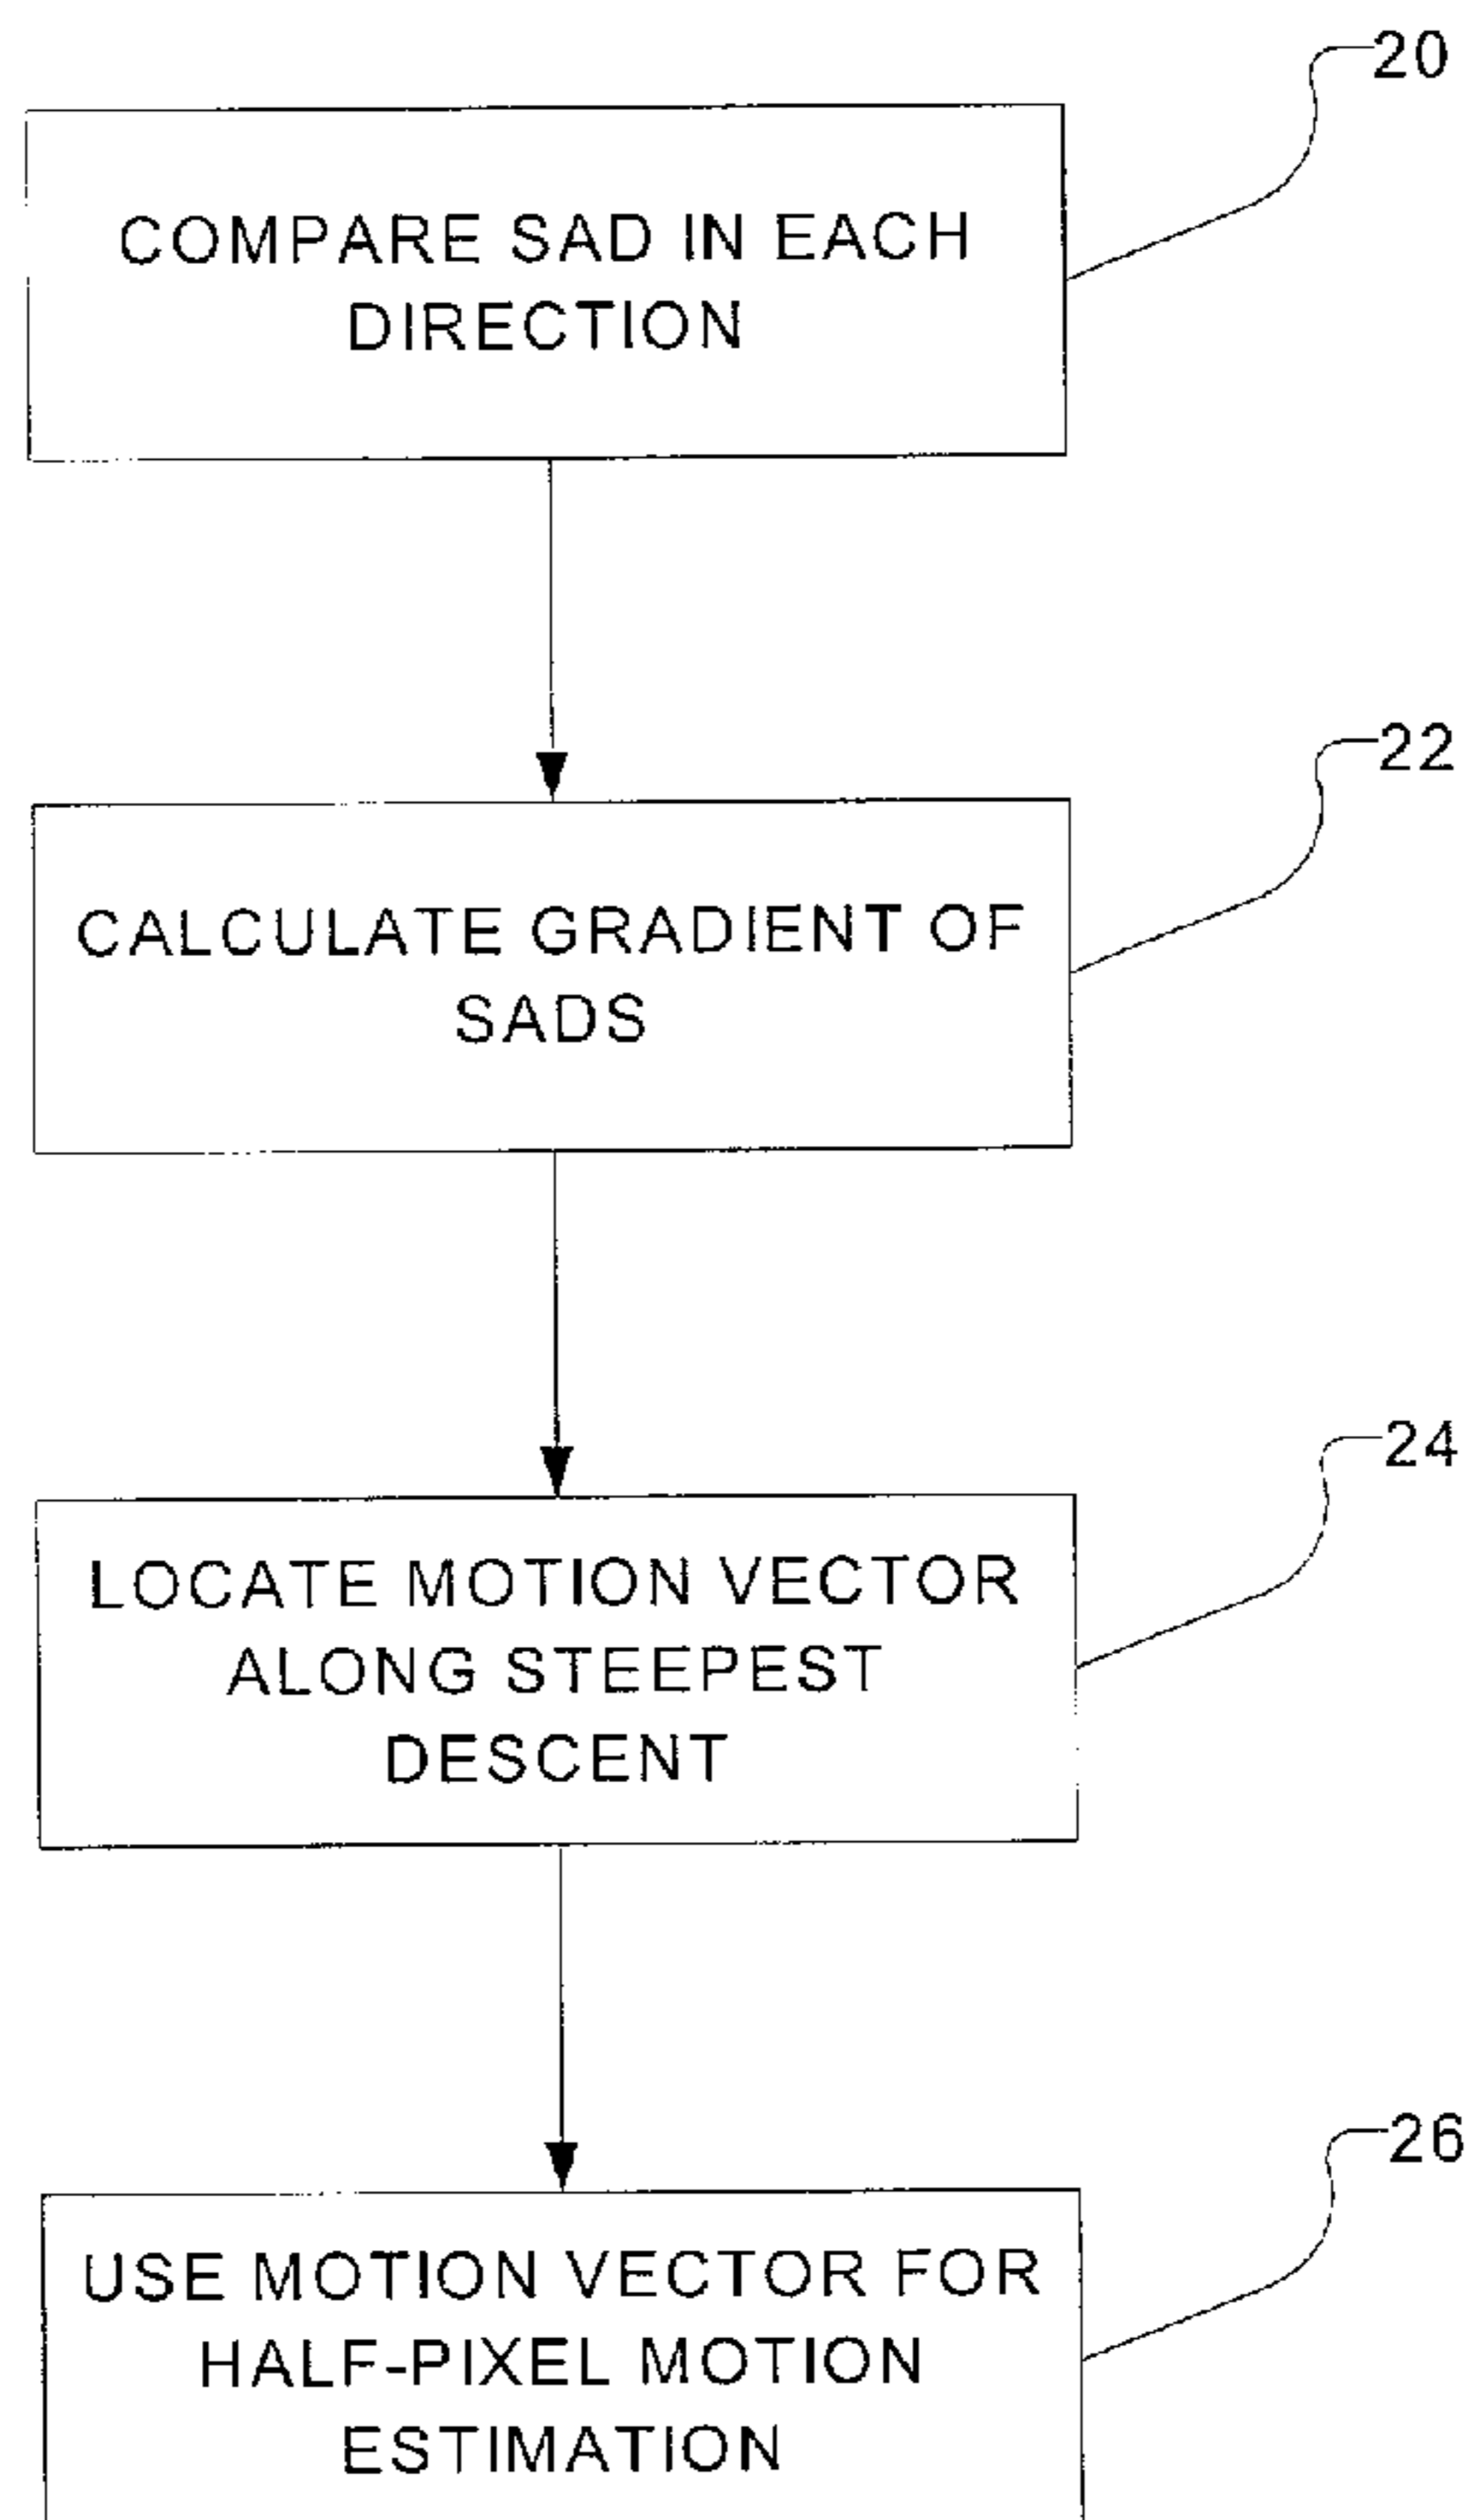 20
COMPARE SAD IN EACH
DIRECTION
22
CALCULATE GRADIENT OF
SADS
24
LOCATE MOTION VECTOR
ALONG STEEPEST
DESCENT
26
USE MOTION VECTOR FOR
HALF-PIXEL MOTION
ESTIMATION